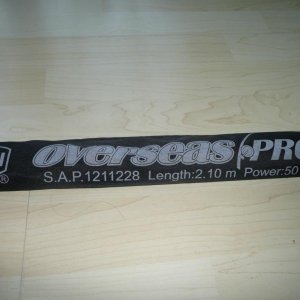 overseas PRO
® S.A.P.1211228 Length:2.10 m Power:50